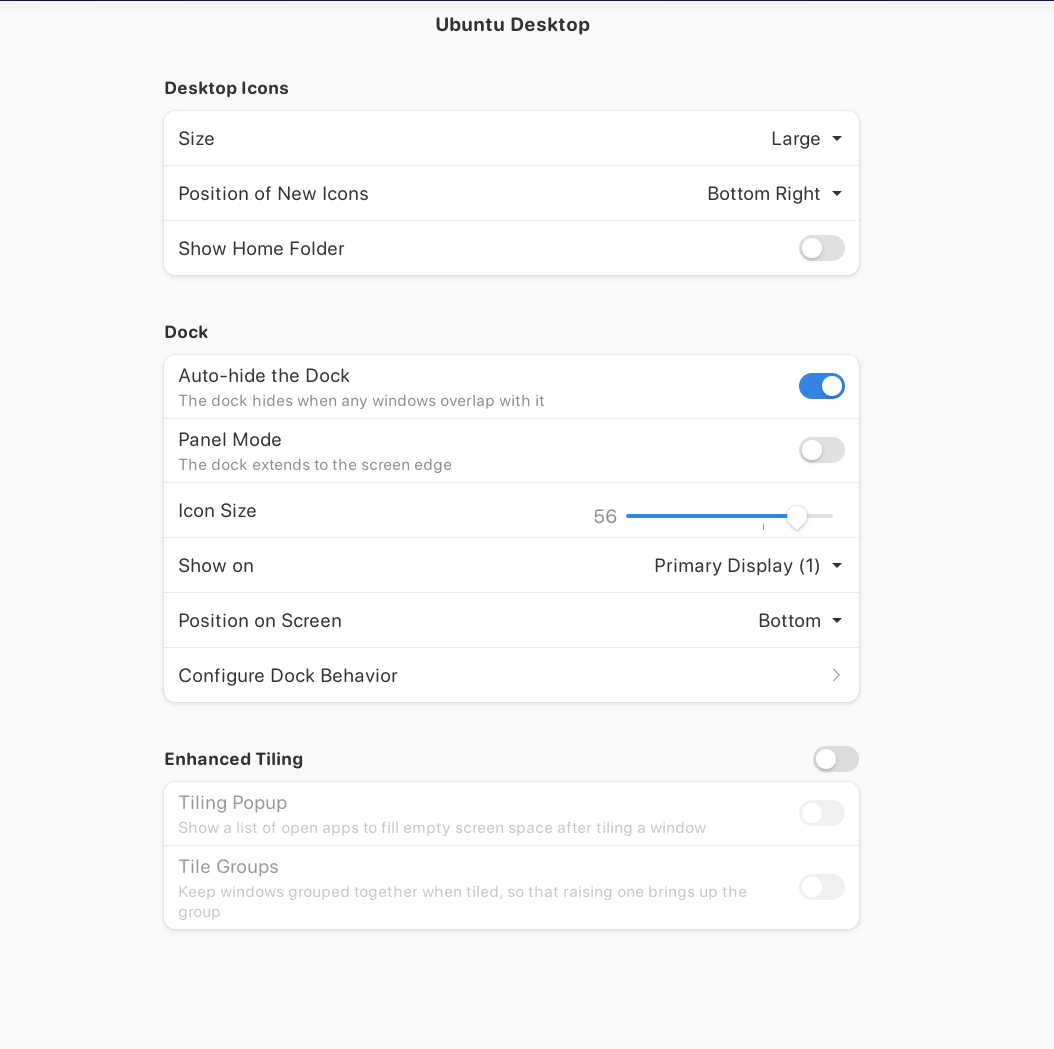 Ubuntu Desktop
Desktop Icons
Size Large
Position of New Icons Bottom Right
Show Home Folder
Dock
Auto-hide the Dock
The dock hides when any windows overlap with it
Panel Mode
The dock extends to the screen edge
Icon Size 56
Show on Primary Display (1)
Position on Screen Bottom
Configure Dock Behavior
Enhanced Tiling
Tiling Popup
Show a list of open apps to fill empty screen space after tiling a window
Tile Groups
Keep windows grouped together when tiled, so that raising one brings up the
group